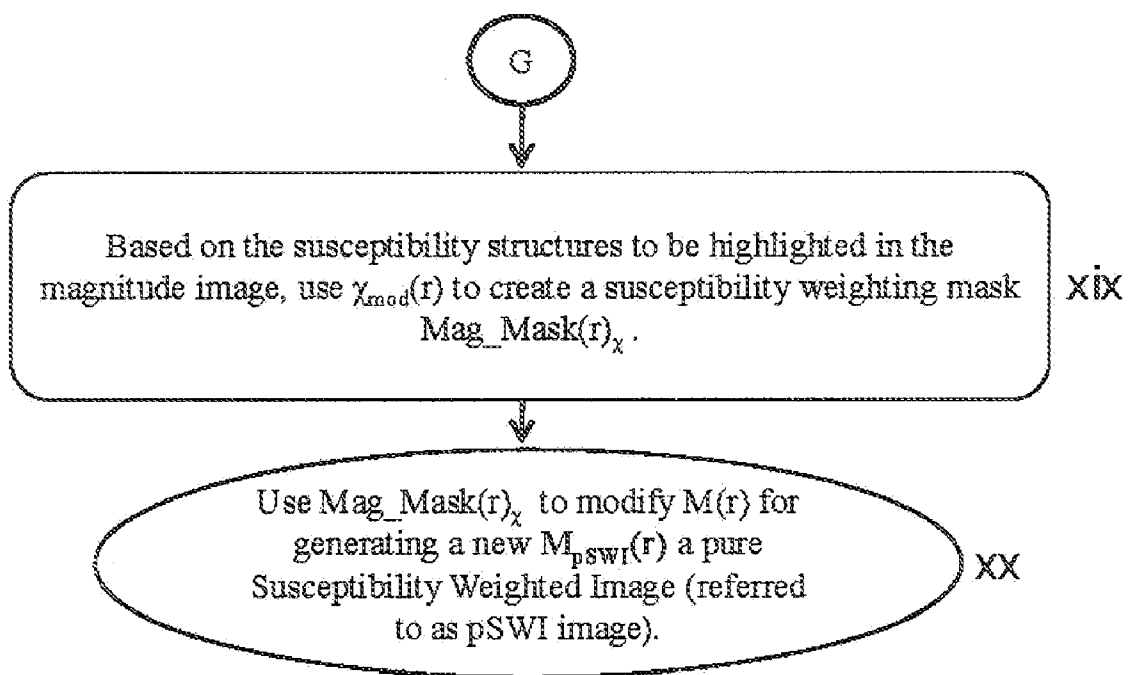 G
Based on the susceptibility structures to be highlighted in the
magnitude image, use χmod(r) to create a susceptibility weighting mask
Mag_Mask(r)χ .
xix
Use Mag_Mask(r)χ to modify M(r) for
generating a new MpSWI(r) a pure
Susceptibility Weighted Image (referred
to as pSWI image).
xx